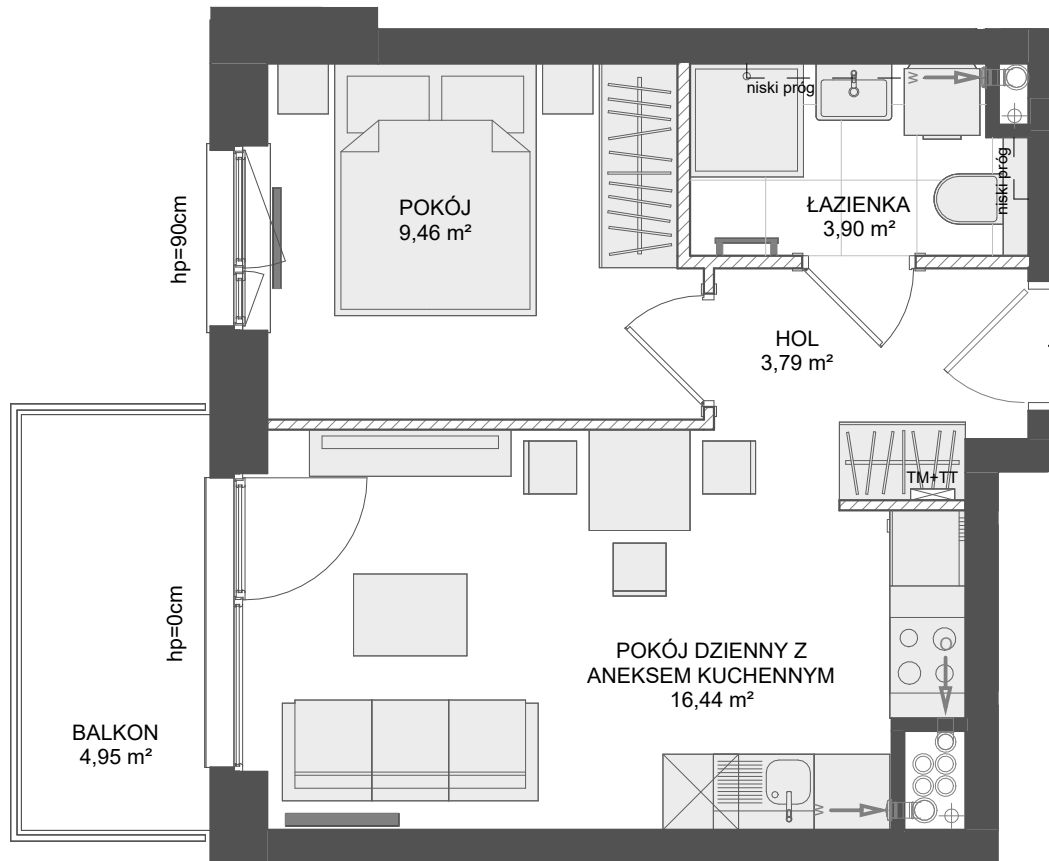 niski próg
W
niski próg
POKÓJ
9,46 m²
ŁAZIENKA
3,90 m²
hp=90cm
HOL
3,79 m²
TM+TT
hp=0cm
POKÓJ DZIENNY Z
ANEKSEM KUCHENNYM
16,44 m²
O
BALKON
4,95 m²
W